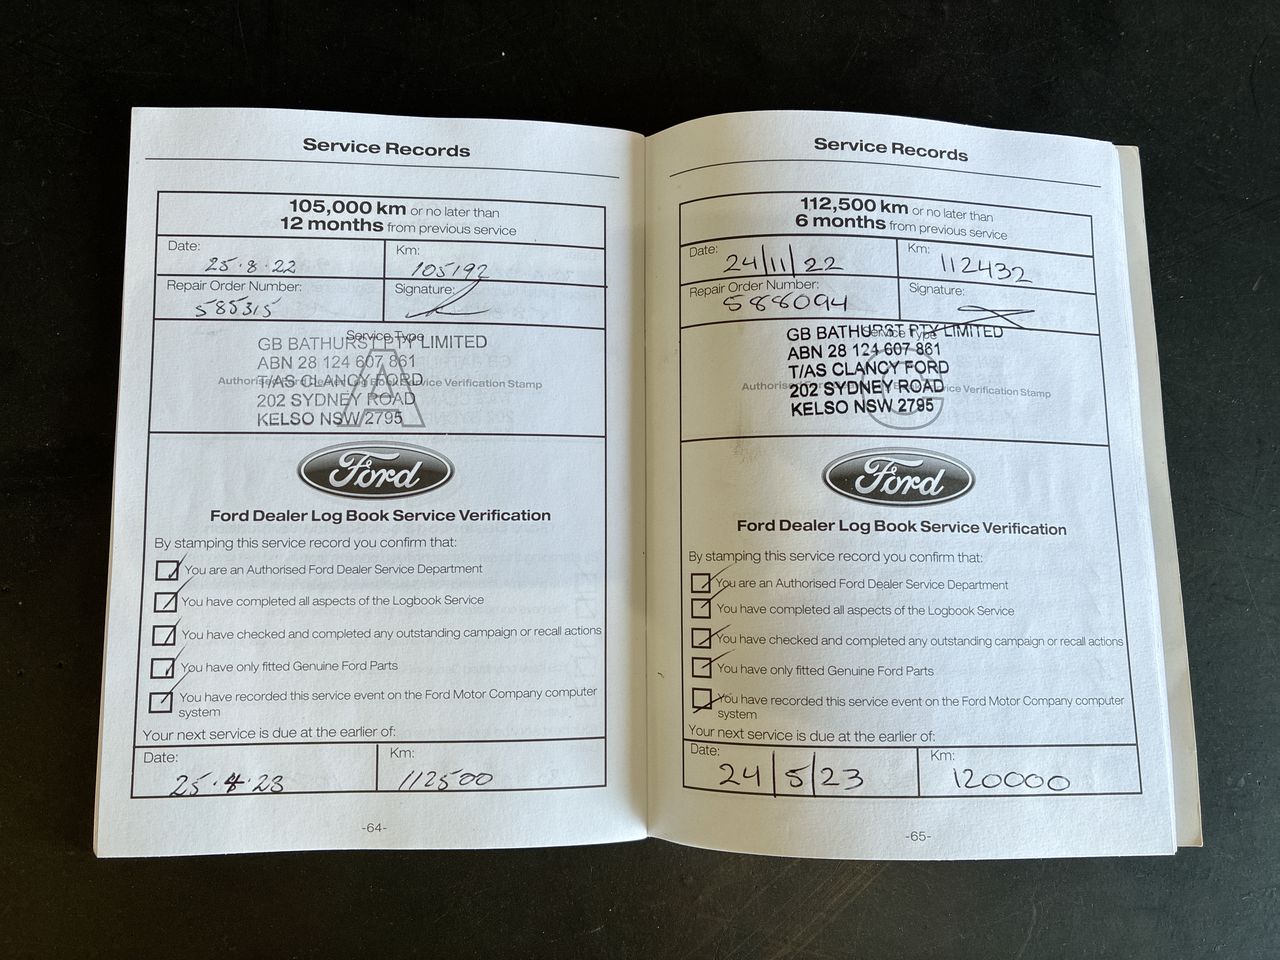 Service Records
105,000 km or no later than
12 months from previous service
Date:
25·8·22
Km:
105192
Repair Order Number:
585315
Signature:
Service Type
A
GB BATHURST PTY LIMITED
ABN 28 124 607 861
Authorised Ford Dealer Log Book Service Verification Stamp
T/AS CLANCY FORD
202 SYDNEY ROAD
KELSO NSW 2795
Ford
Ford Dealer Log Book Service Verification
By stamping this service record you confirm that:
You are an Authorised Ford Dealer Service Department
You have completed all aspects of the Logbook Service
You have checked and completed any outstanding campaign or recall actions
You have only fitted Genuine Ford Parts
You have recorded this service event on the Ford Motor Company computer
system
Your next service is due at the earlier of:
Date:
Km:
112500
-64-
Service Records
112,500 km or no later than
6 months from previous service
Date:
24/11/22
Km:
112432
Repair Order Number:
588094
Signature:
Service Type
C
GB BATHURST PTY LIMITED
ABN 28 124 607 861
T/AS CLANCY FORD
Authorised Service Verification Stamp
202 SYDNEY ROAD
KELSO NSW 2795
Ford
Ford Dealer Log Book Service Verification
By stamping this service record you confirm that:
You are an Authorised Ford Dealer Service Department
You have completed all aspects of the Logbook Service
You have checked and completed any outstanding campaign or recall actions
You have only fitted Genuine Ford Parts
You have recorded this service event on the Ford Motor Company computer
system
Your next service is due at the earlier of:
Date:
24/5/23
Km:
120000
-65-